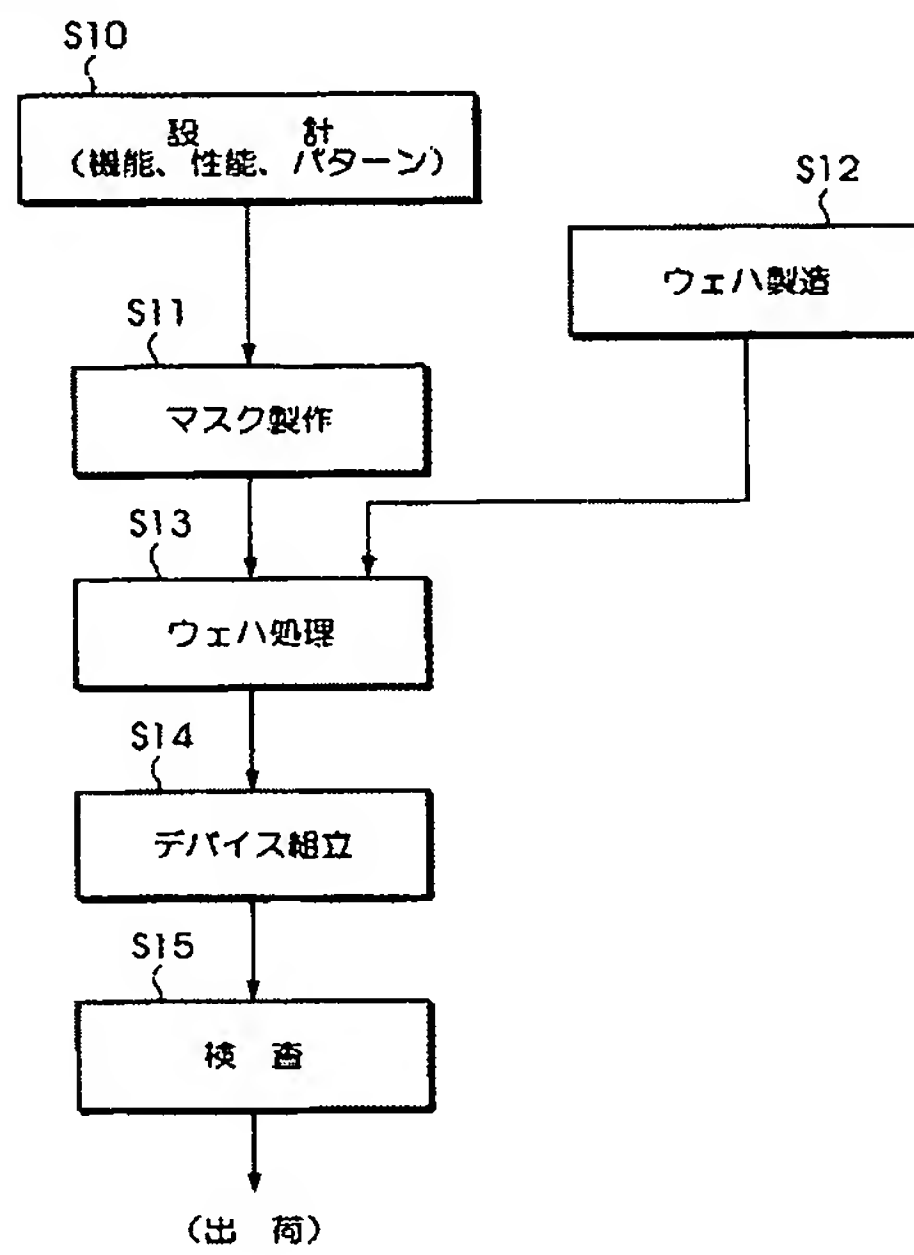 S10
設 計
(機能、性能、パターン)
S12
ウェハ製造
S11
マスク製作
S13
ウェハ処理
S14
デバイス組立
S15
検 査
(出 荷)